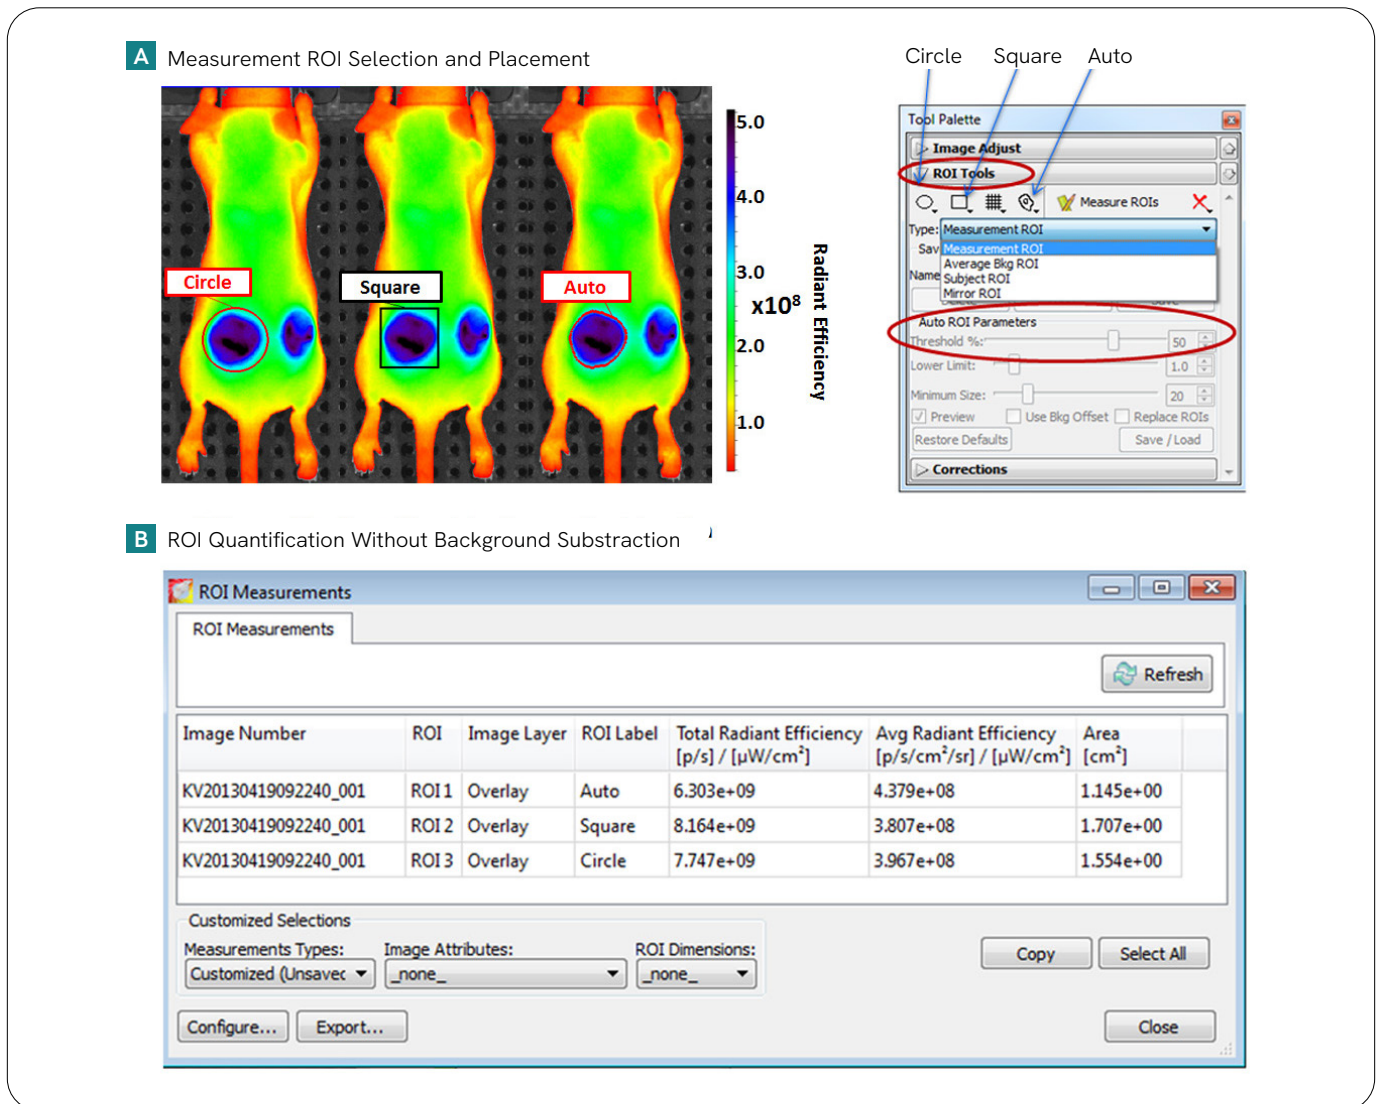 A Measurement ROI Selection and Placement
Circle Square Auto
Circle
Square
Auto
5.0
4.0
3.0
x10⁸
2.0
1.0
Radiant Efficiency
Tool Palette
Image Adjust
ROI Tools
Measure ROIs
Type: Measurement ROI
Sav Measurement ROI
Average Bkg ROI
Name Subject ROI
Mirror ROI
Auto ROI Parameters
Threshold %: 50
Lower Limit: 1.0
Minimum Size: 20
Preview Use Bkg Offset Replace ROIs
Restore Defaults Save / Load
Corrections
B ROI Quantification Without Background Substraction
ROI Measurements
ROI Measurements
Refresh
Image Number ROI Image Layer ROI Label Total Radiant Efficiency Avg Radiant Efficiency Area
[p/s] / [µW/cm²] [p/s/cm²/sr] / [µW/cm²] [cm²]
KV20130419092240_001 ROI 1 Overlay Auto 6.303e+09 4.379e+08 1.145e+00
KV20130419092240_001 ROI 2 Overlay Square 8.164e+09 3.807e+08 1.707e+00
KV20130419092240_001 ROI 3 Overlay Circle 7.747e+09 3.967e+08 1.554e+00
Customized Selections
Measurements Types: Image Attributes: ROI Dimensions:
Customized (Unsavec _none_ _none_
Copy Select All
Configure... Export... Close